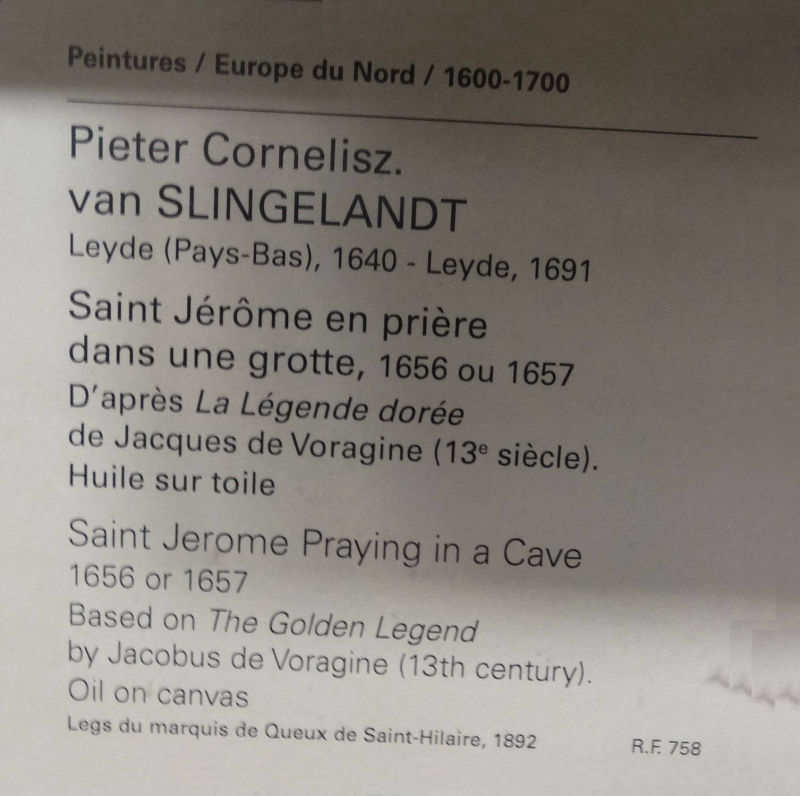 Peintures / Europe du Nord / 1600-1700
Pieter Cornelisz.
van SLINGELANDT
Leyde (Pays-Bas), 1640 - Leyde, 1691
Saint Jérôme en prière
dans une grotte, 1656 ou 1657
D'après La Légende dorée
de Jacques de Voragine (13e siècle).
Huile sur toile
Saint Jerome Praying in a Cave
1656 or 1657
Based on The Golden Legend
by Jacobus de Voragine (13th century).
Oil on canvas
Legs du marquis de Queux de Saint-Hilaire, 1892 R.F. 758